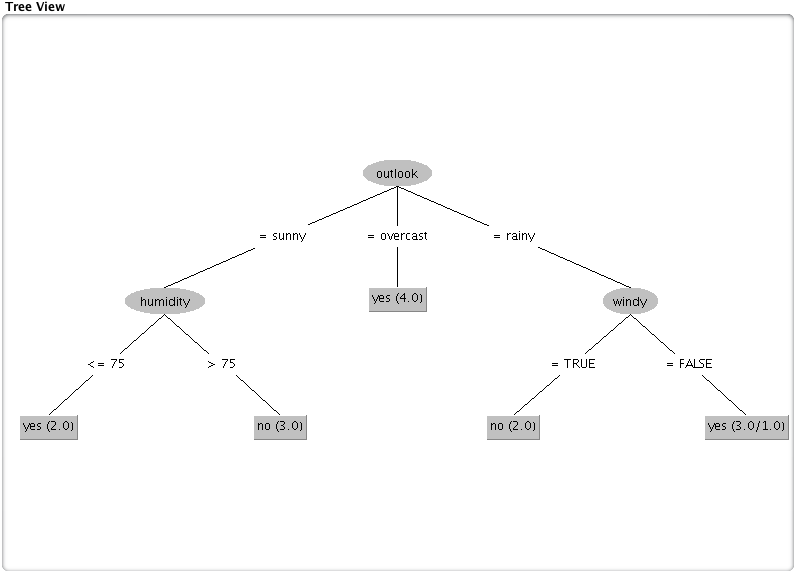 Tree View
outlook
= sunny
= overcast
= rainy
humidity
yes (4.0)
windy
<= 75
> 75
= TRUE
= FALSE
yes (2.0)
no (3.0)
no (2.0)
yes (3.0/1.0)